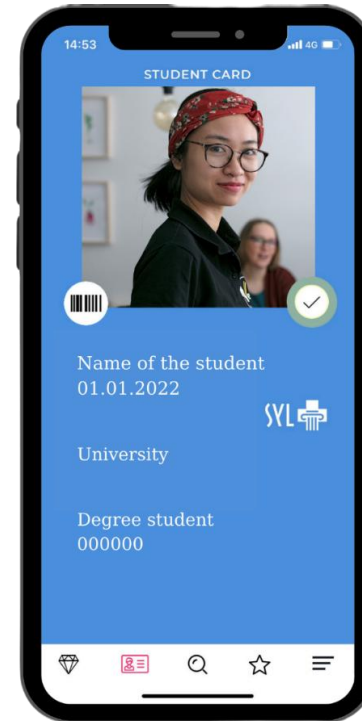 14:53
4G
STUDENT CARD
Name of the student
01.01.2022
SYL
University
Degree student
000000